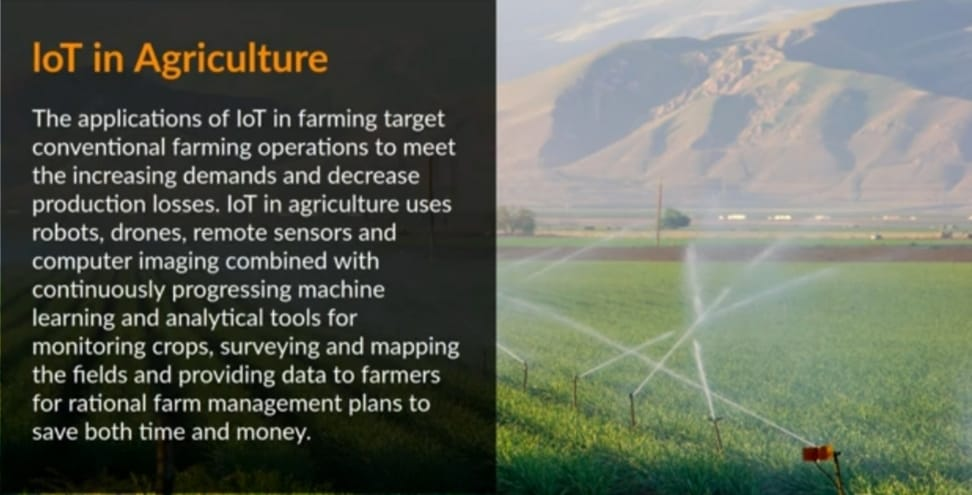 IoT in Agriculture
The applications of IoT in farming target
conventional farming operations to meet
the increasing demands and decrease
production losses. IoT in agriculture uses
robots, drones, remote sensors and
computer imaging combined with
continuously progressing machine
learning and analytical tools for
monitoring crops, surveying and mapping
the fields and providing data to farmers
for rational farm management plans to
save both time and money.